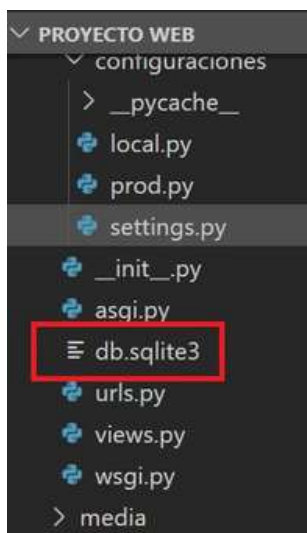 PROYECTO WEB
configuraciones
__pycache__
local.py
prod.py
settings.py
__init__.py
asgi.py
db.sqlite3
urls.py
views.py
wsgi.py
media